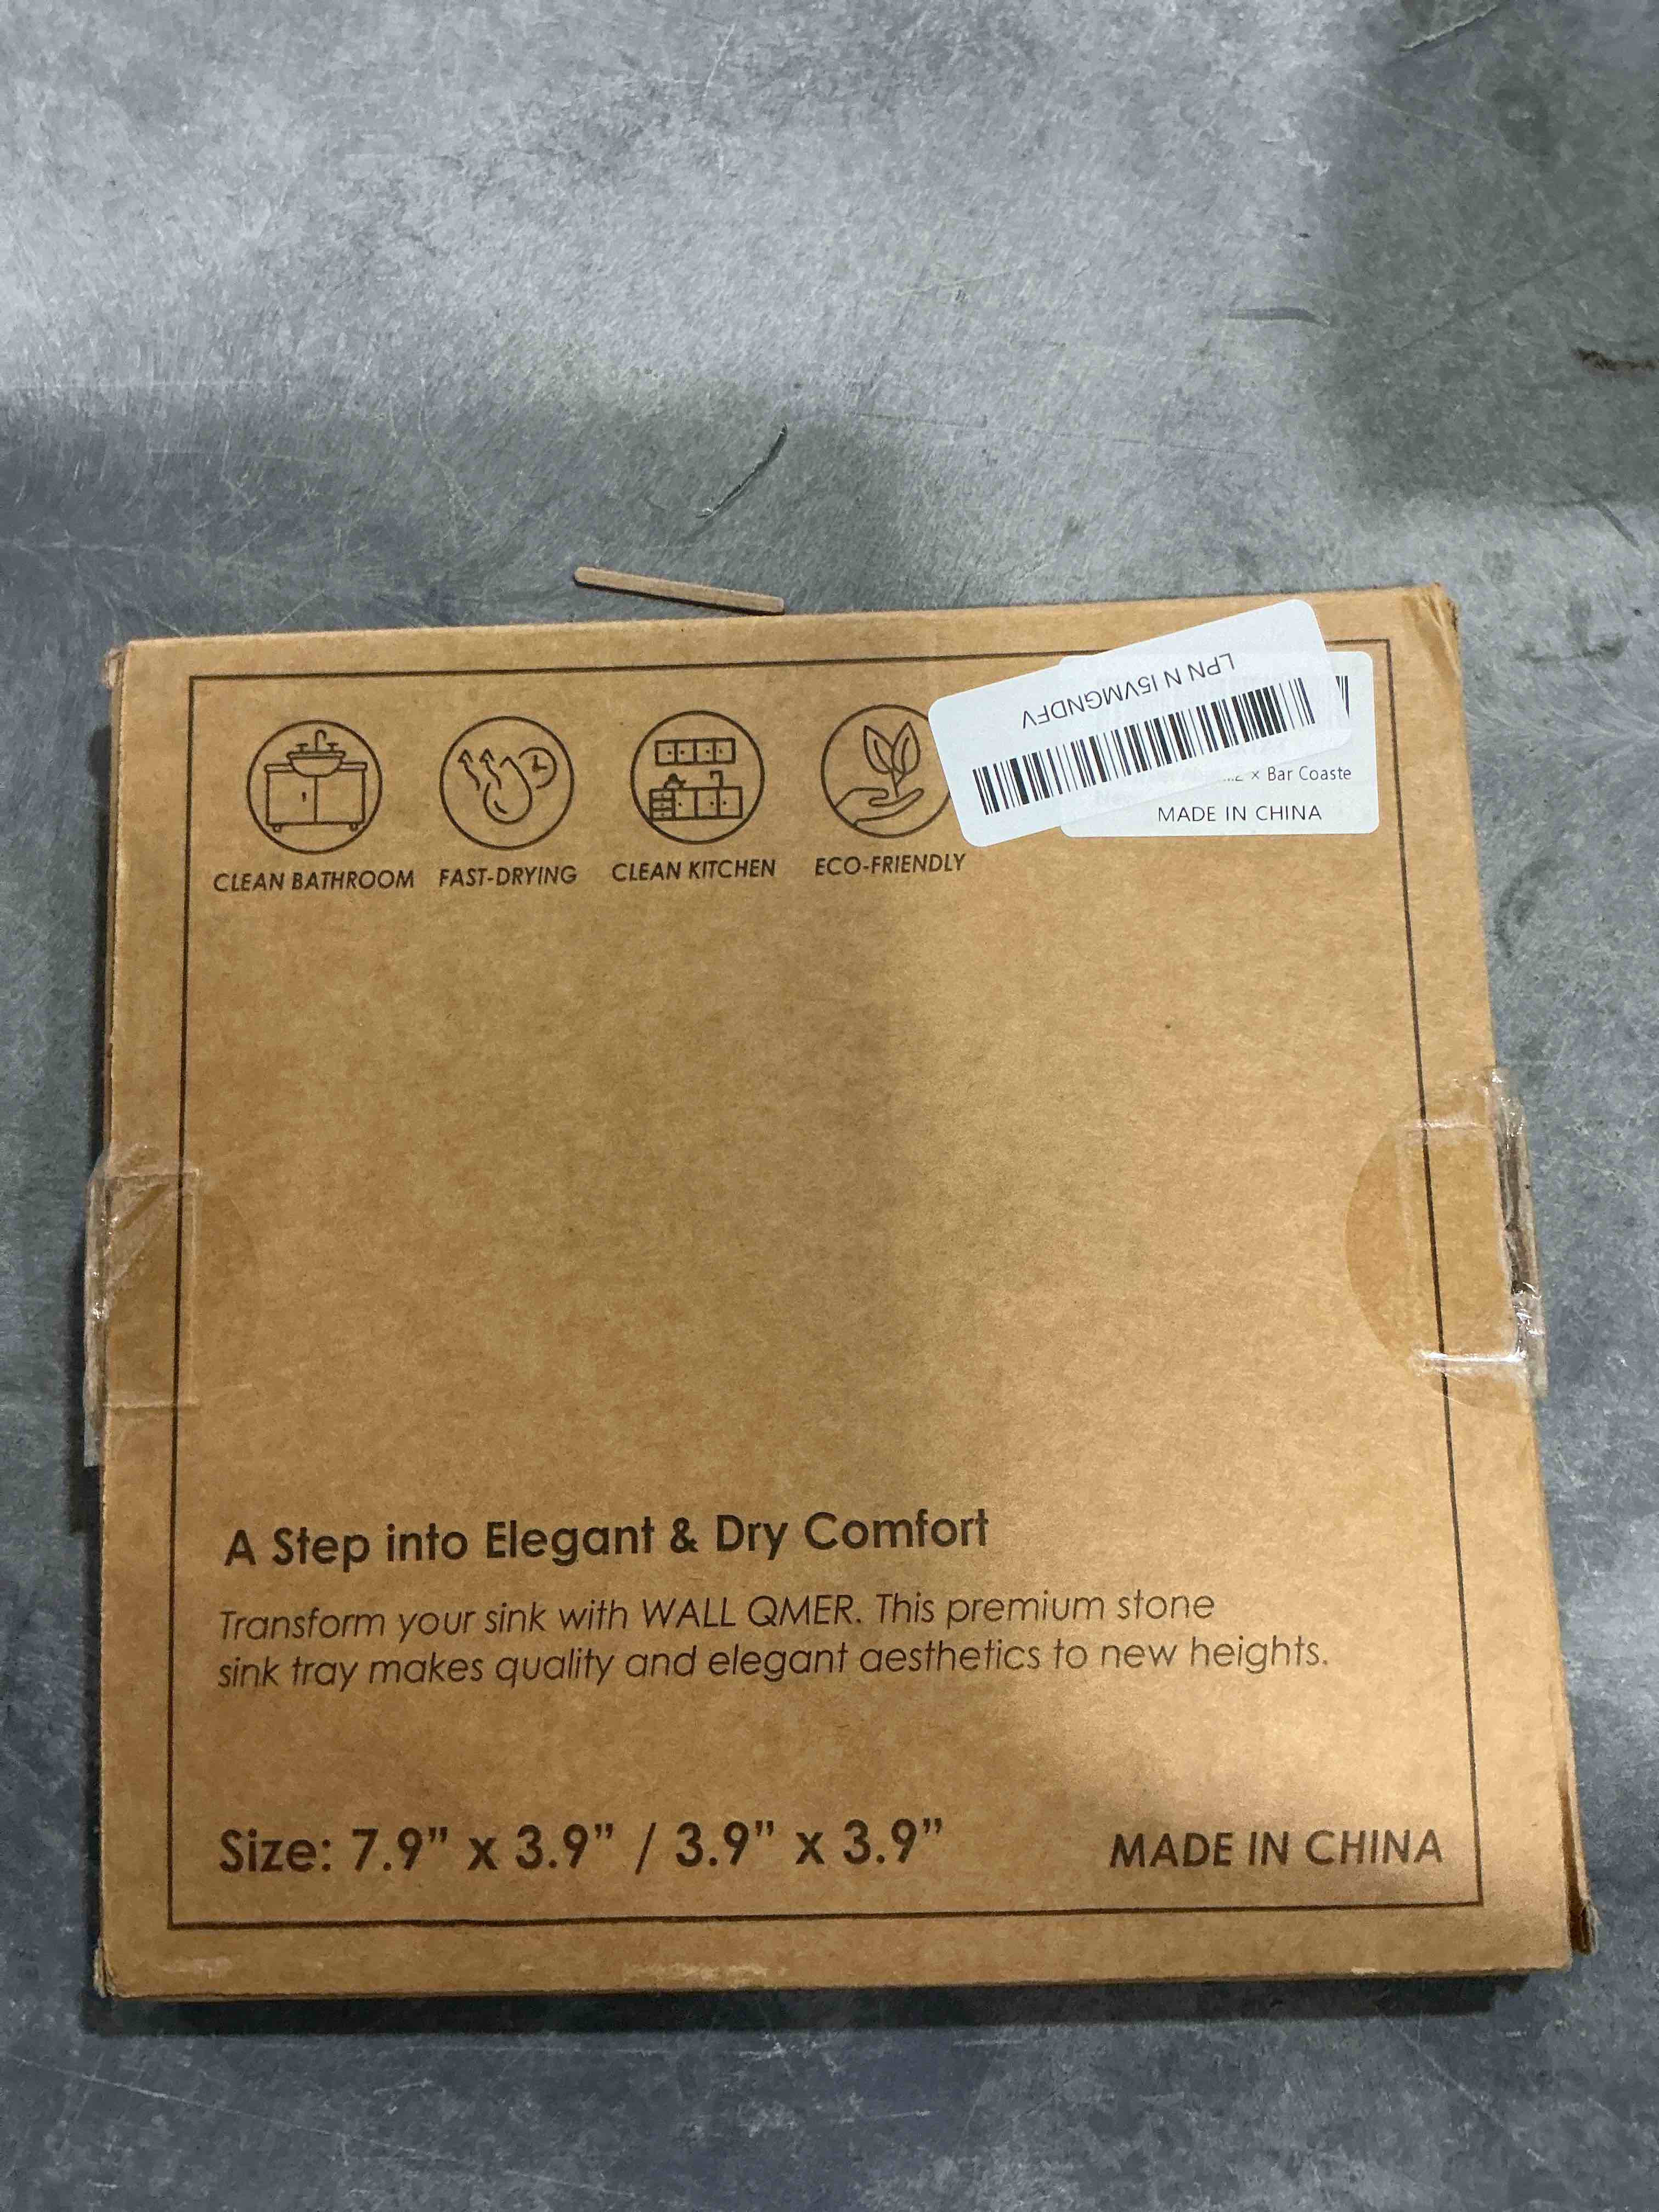 LPN N I5VMGNDFV
× Bar Coaste
MADE IN CHINA
CLEAN BATHROOM FAST-DRYING CLEAN KITCHEN ECO-FRIENDLY
A Step into Elegant & Dry Comfort
Transform your sink with WALL QMER. This premium stone
sink tray makes quality and elegant aesthetics to new heights.
Size: 7.9" x 3.9" / 3.9" x 3.9" MADE IN CHINA